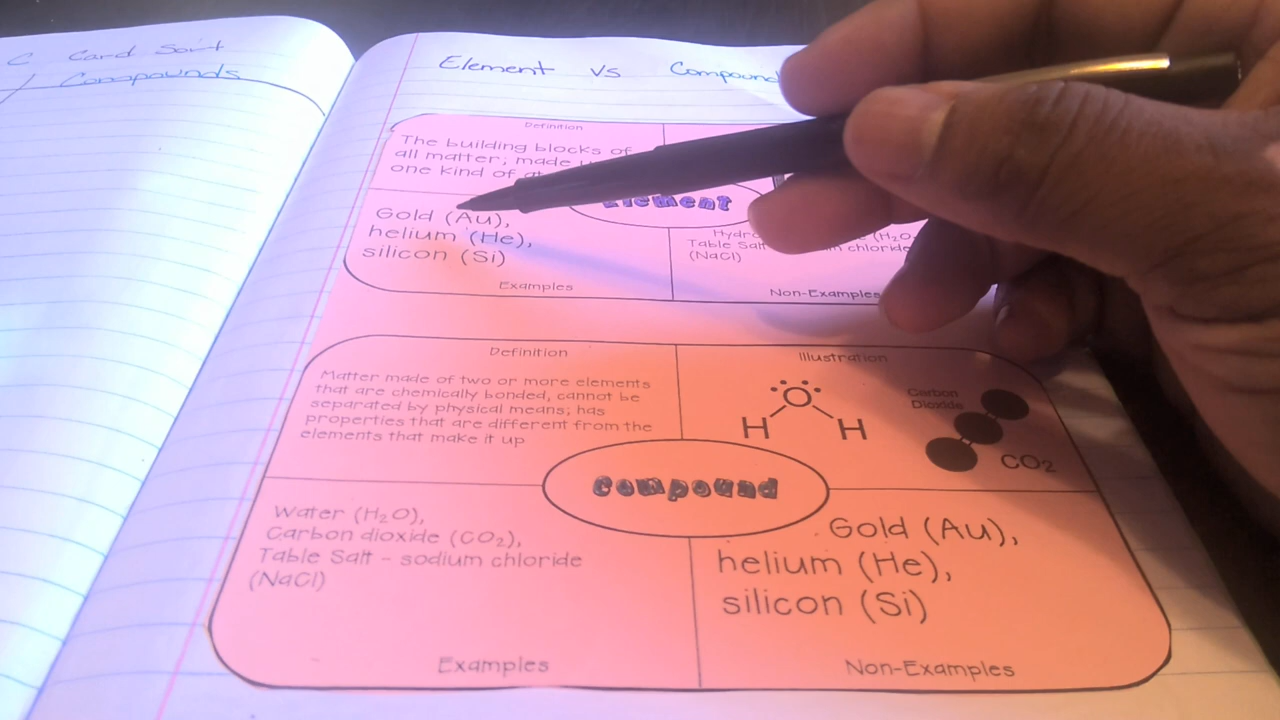 C Card Sort
Compounds
Element vs Compound
Definition
The building blocks of
all matter; made
one kind of
Element
Gold (Au),
helium (He),
silicon (Si)
Examples
(H₂O
Table Salt chloride
(NaCl)
Non-Examples
Definition
Matter made of two or more elements
that are chemically bonded, cannot be
separated by physical means; has
properties that are different from the
elements that make it up
Illustration
O
H H
Carbon
Dioxide
CO₂
Compound
Water (H₂O),
Carbon dioxide (CO₂),
Table Salt - sodium chloride
(NaCl)
Examples
Gold (Au),
helium (He),
silicon (Si)
Non-Examples